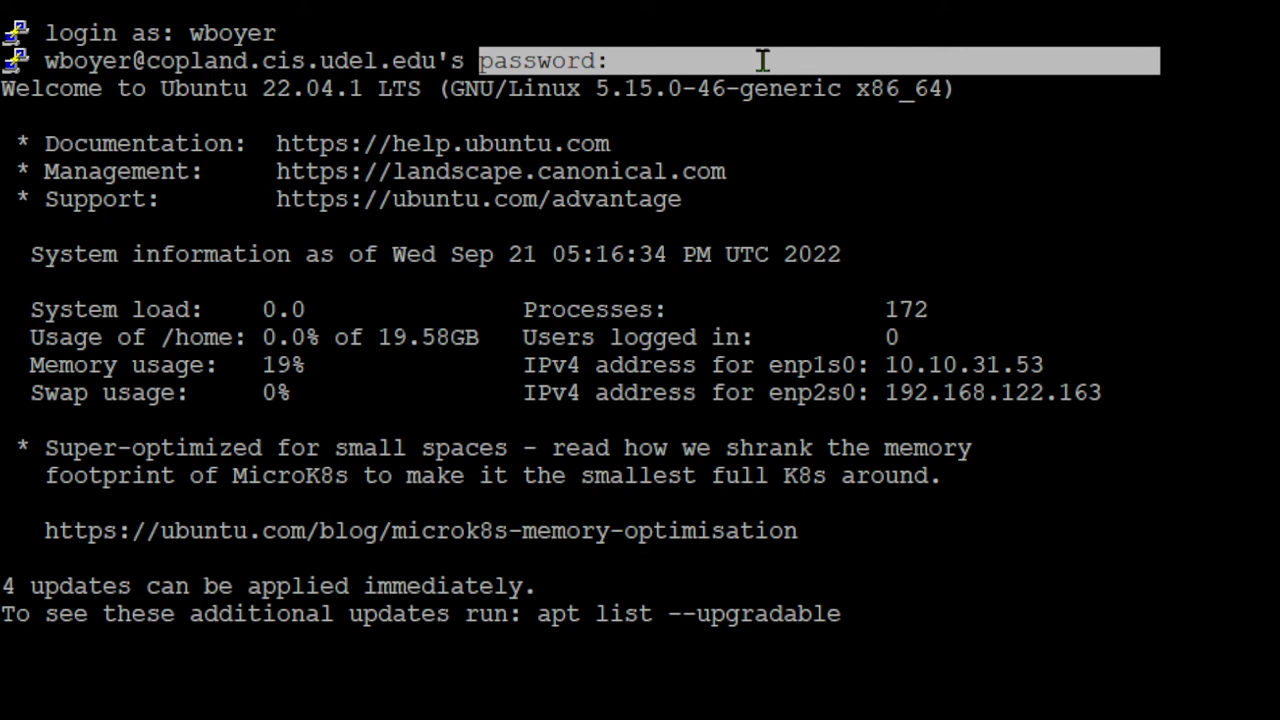 login as: wboyer
wboyer@copland.cis.udel.edu's password:
Welcome to Ubuntu 22.04.1 LTS (GNU/Linux 5.15.0-46-generic x86_64)
* Documentation:  https://help.ubuntu.com
* Management:     https://landscape.canonical.com
* Support:        https://ubuntu.com/advantage
System information as of Wed Sep 21 05:16:34 PM UTC 2022
System load:    0.0               Processes:               172
Usage of /home: 0.0% of 19.58GB   Users logged in:         0
Memory usage:   19%               IPv4 address for enp1s0: 10.10.31.53
Swap usage:     0%                IPv4 address for enp2s0: 192.168.122.163
* Super-optimized for small spaces - read how we shrank the memory
footprint of MicroK8s to make it the smallest full K8s around.
https://ubuntu.com/blog/microk8s-memory-optimisation
4 updates can be applied immediately.
To see these additional updates run: apt list --upgradable